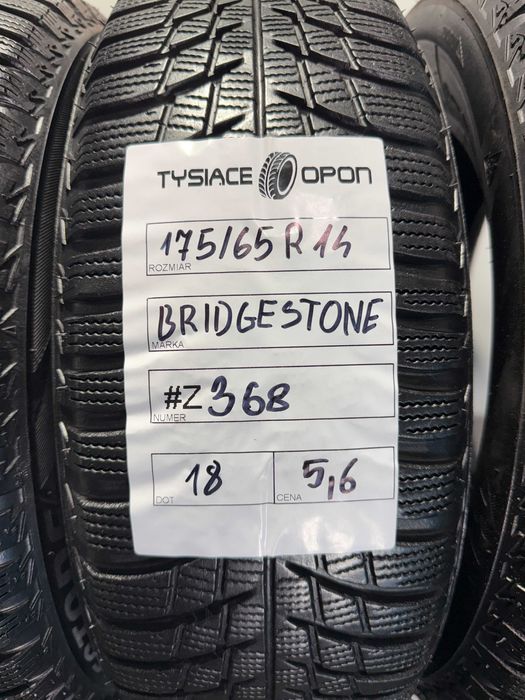 TYSIACE OPON
175/65 R 14
ROZMIAR
BRIDGESTONE
MARKA
#Z368
NUMER
18 5,6
DOT CENA